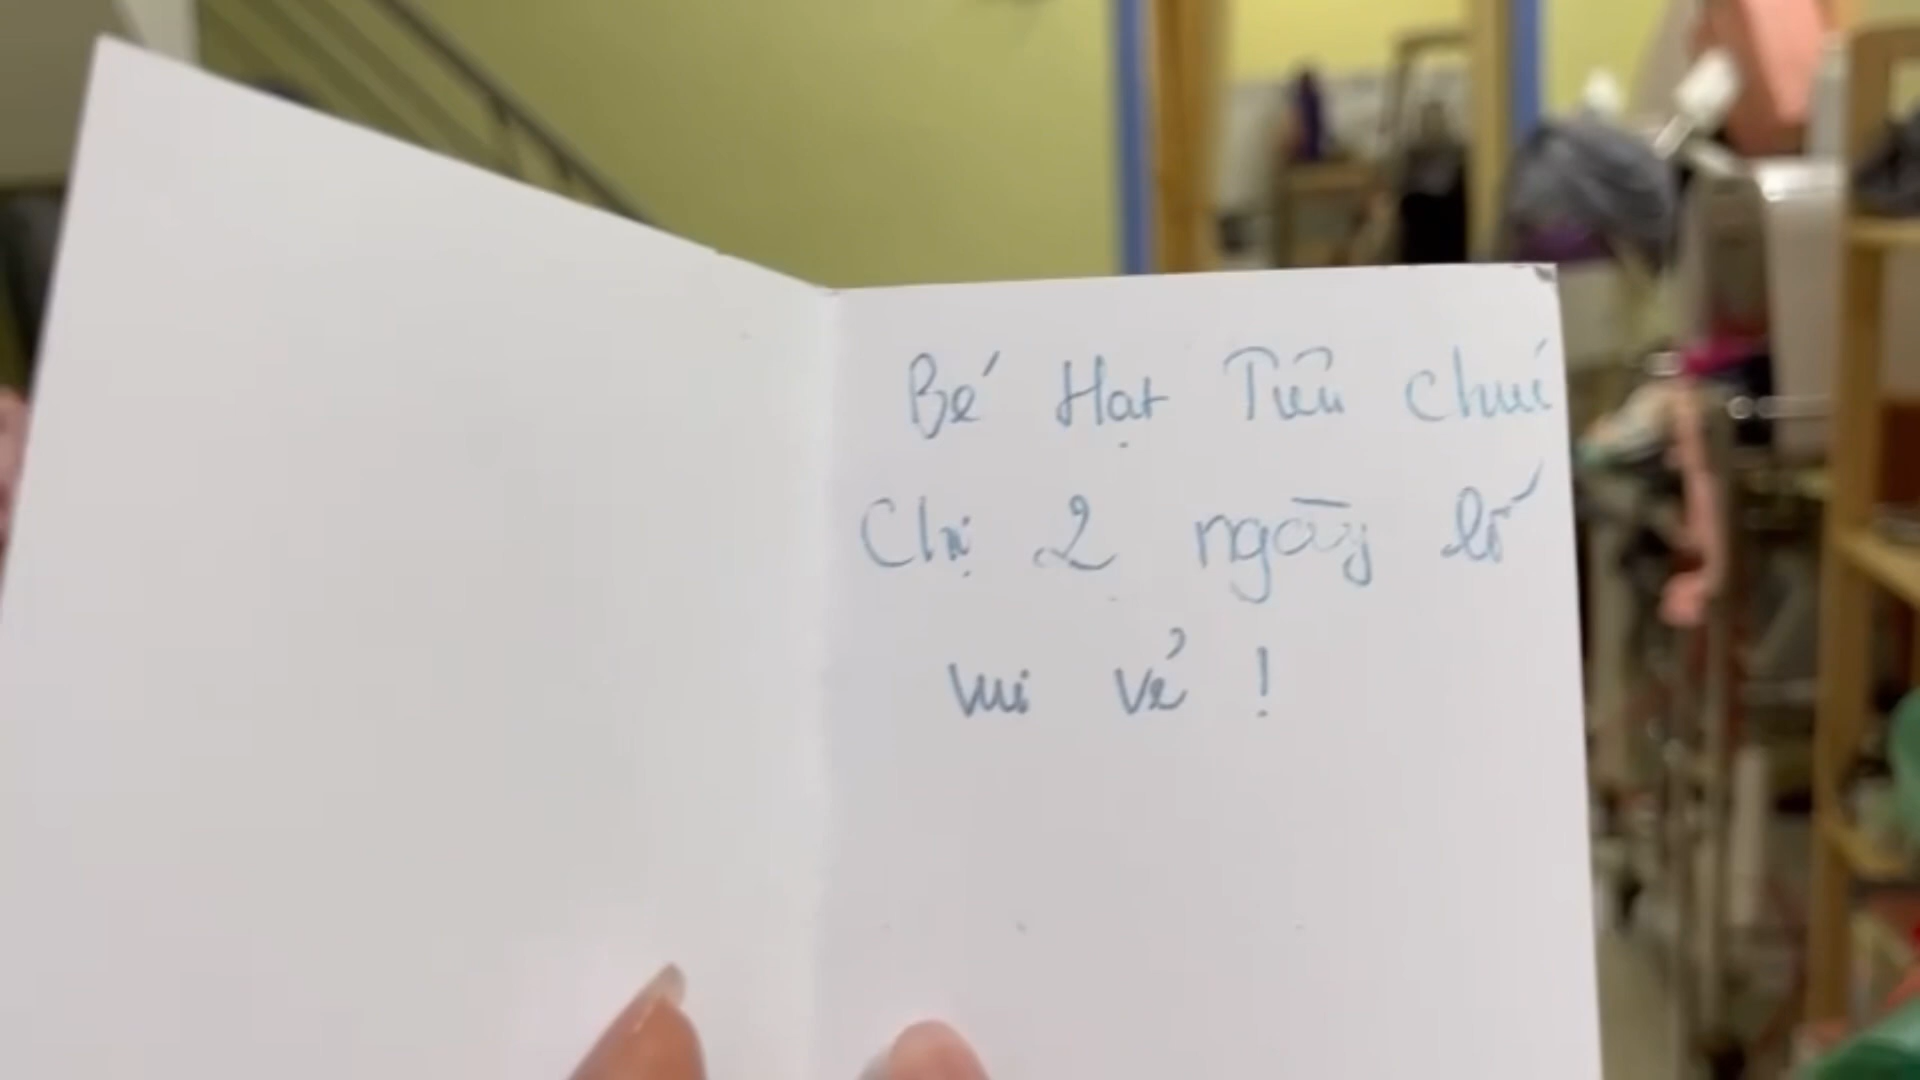 Bé Hạt Tiêu chúc
Chị 2 ngày lễ
vui vẻ !